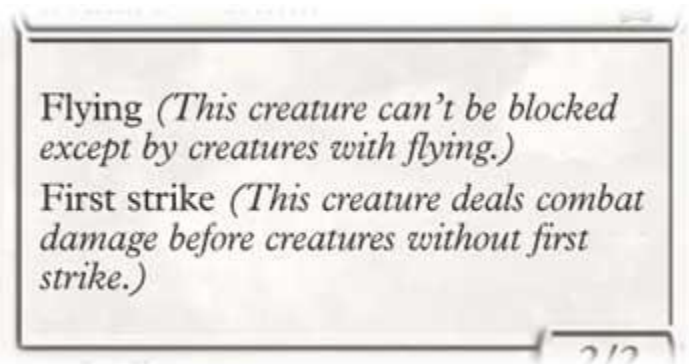 Flying (This creature can't be blocked
except by creatures with flying.)
First strike (This creature deals combat
damage before creatures without first
strike.)